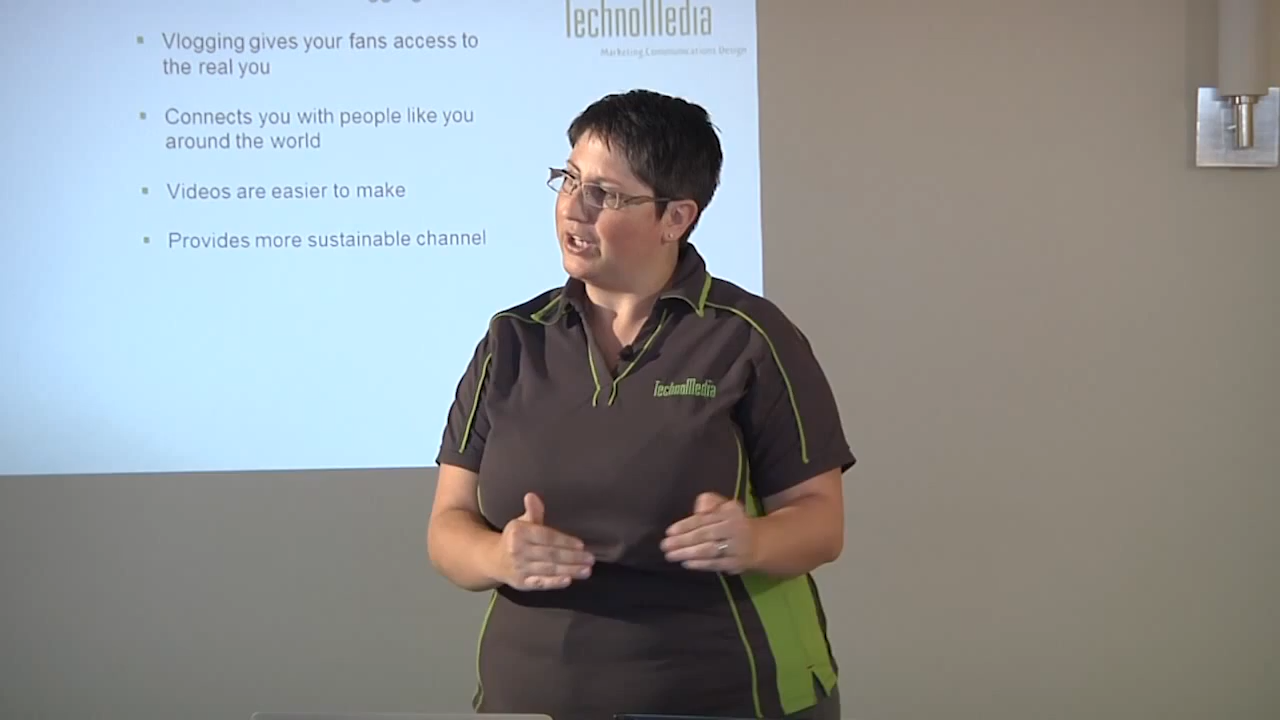 TechnoMedia
Marketing Communications Design
Vlogging gives your fans access to
the real you
Connects you with people like you
around the world
Videos are easier to make
Provides more sustainable channel
TechnoMedia